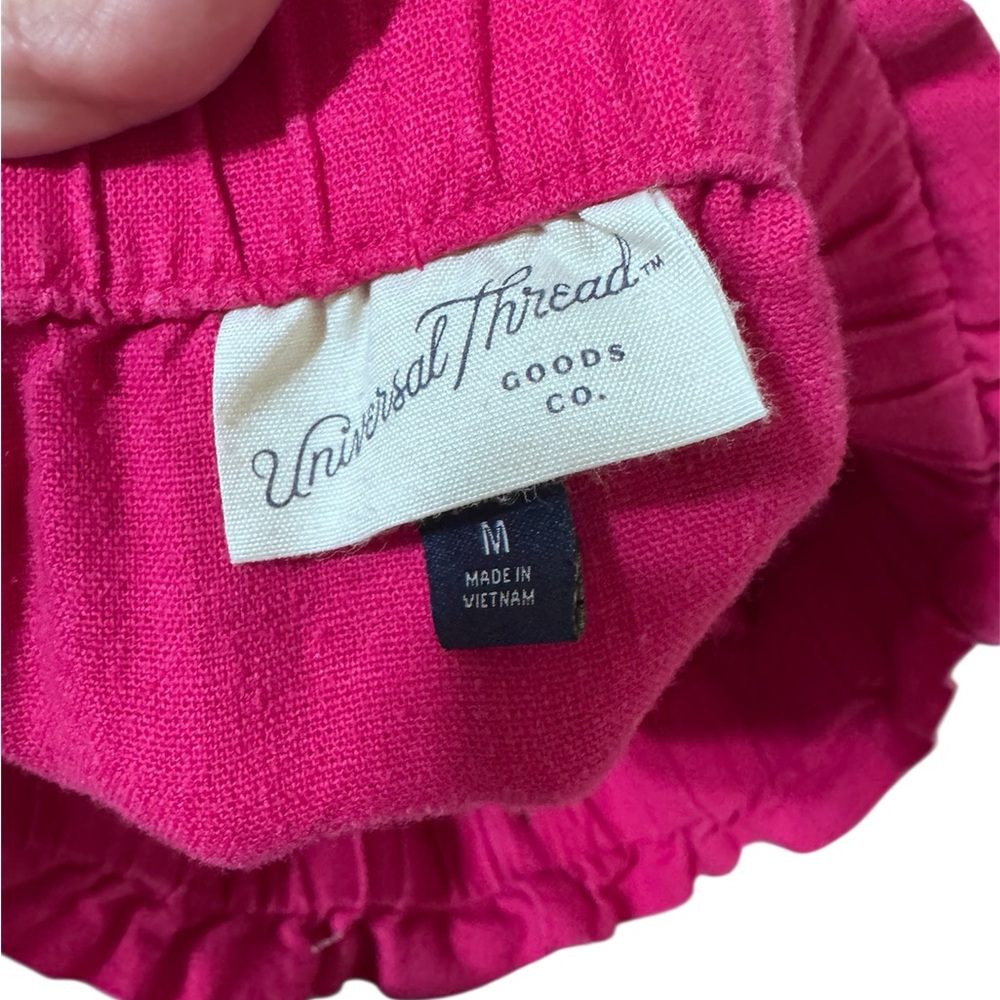 Universal Thread™
GOODS
CO.
M
MADE IN
VIETNAM